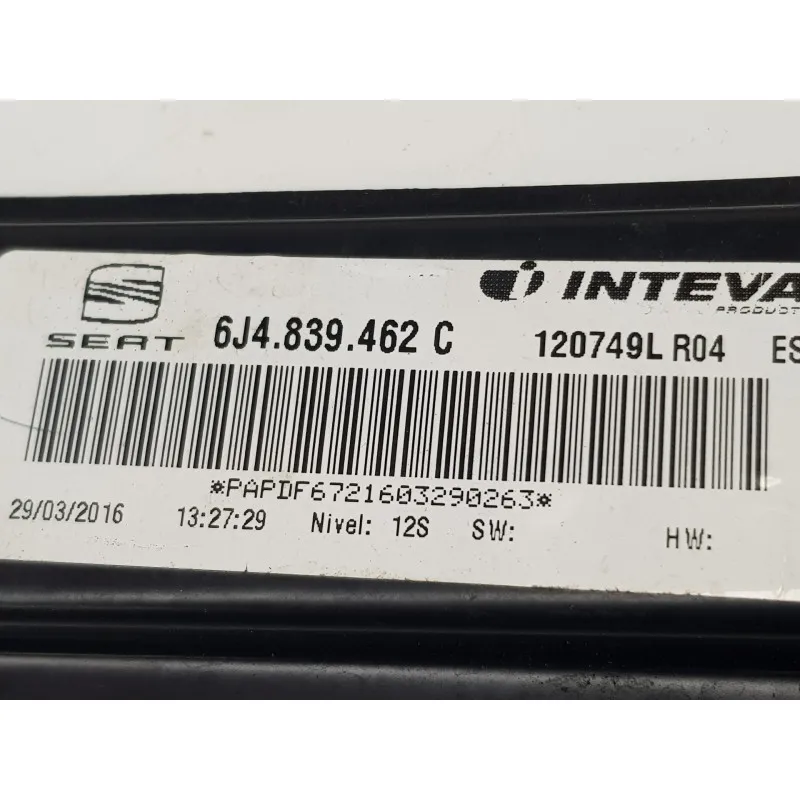 INTEVA
PRODUCT
SEAT 6J4.839.462 C 120749L R04 ES
*PAPDF6721603290263*
29/03/2016 13:27:29 Nivel: 12S SW: HW: